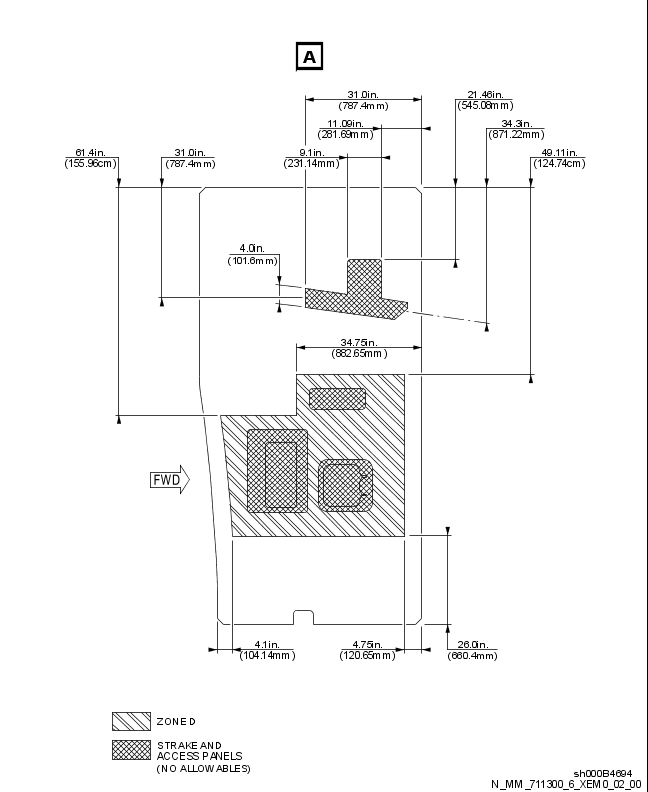 A
31.0in.
(787.4mm)
21.46in.
(545.08mm)
11.09in.
(281.69mm)
34.3in.
(871.22mm)
61.4in.
(155.96cm)
31.0in.
(787.4mm)
9.1in.
(231.14mm)
49.11in.
(124.74cm)
4.0in.
(101.6mm)
34.75in.
(882.65mm)
FWD
4.1in.
(104.14mm)
4.75in.
(120.65mm)
26.0in.
(660.4mm)
ZONED
STRAKE AND
ACCESS PANELS
(NO ALLOWABLES)
sh000B4694
N_MM_711300_6_XEM0_02_00